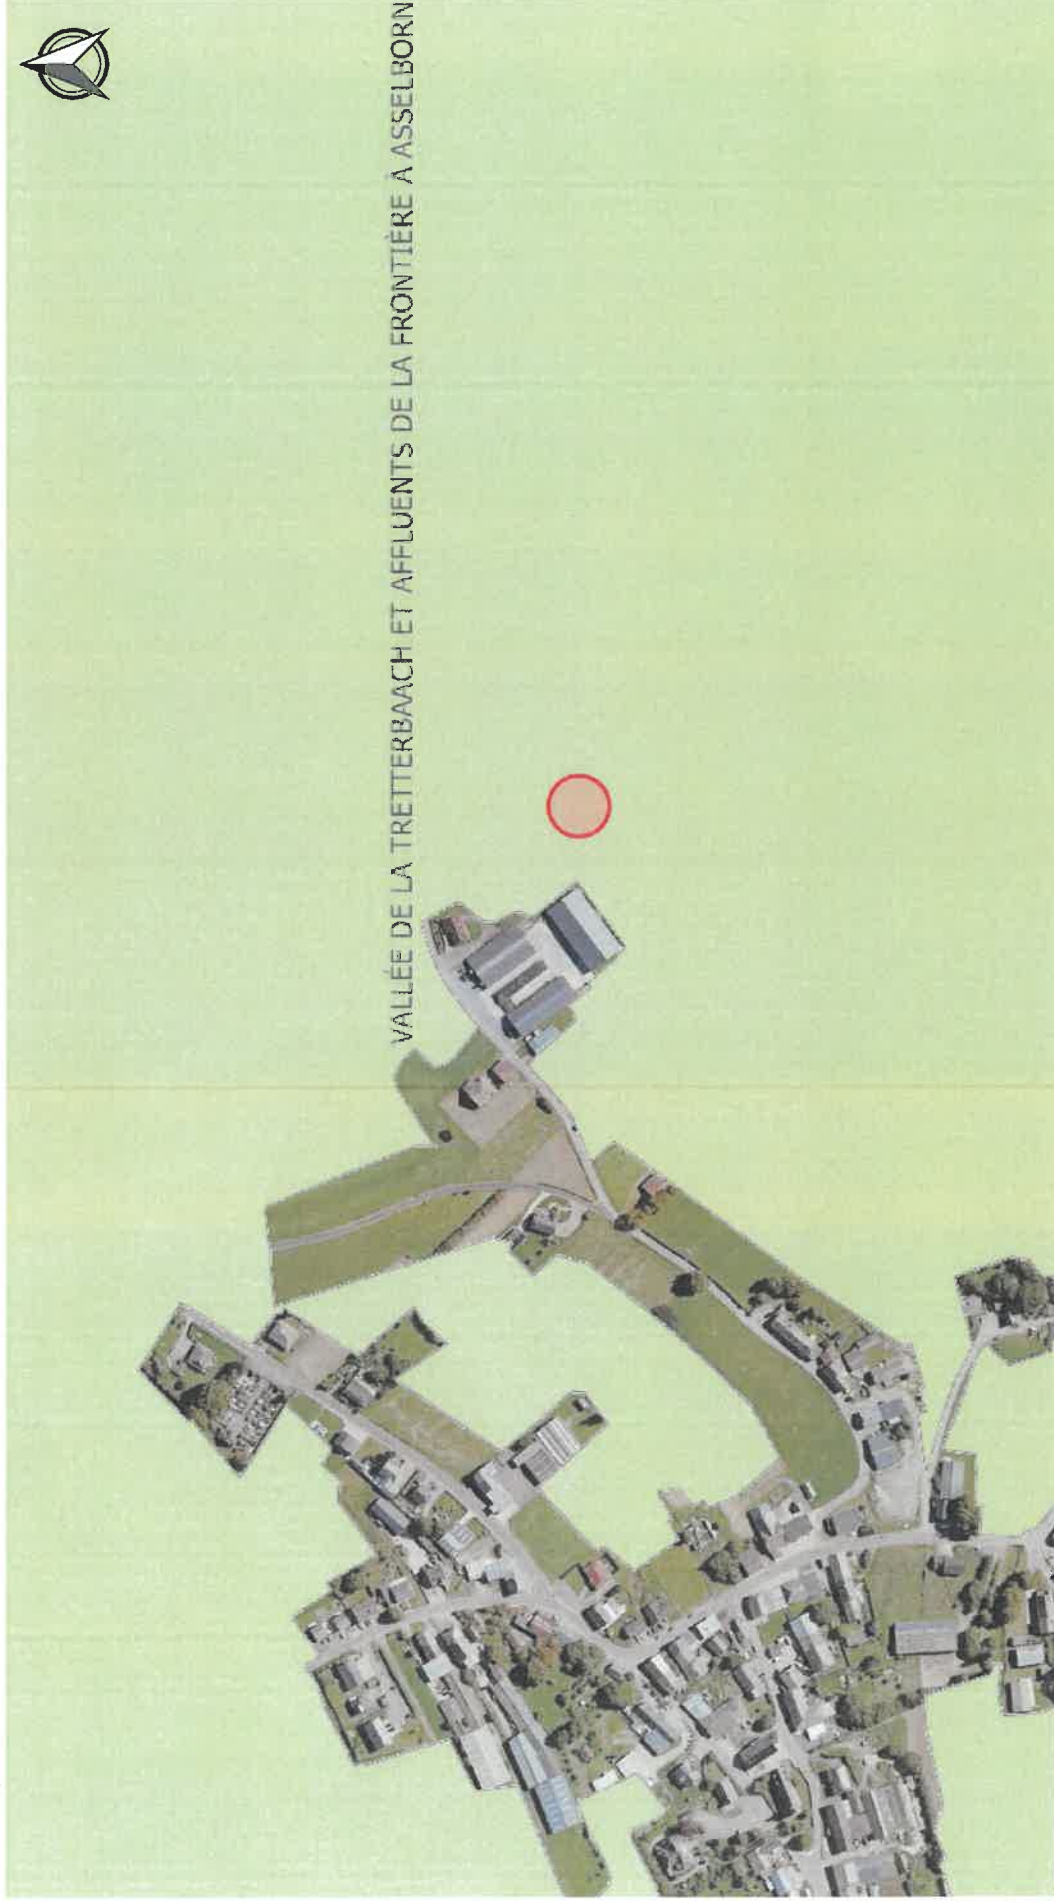 VALLÉE DE LA TRETTERBAACH ET AFFLUENTS DE LA FRONTIÈRE À ASSELBORN